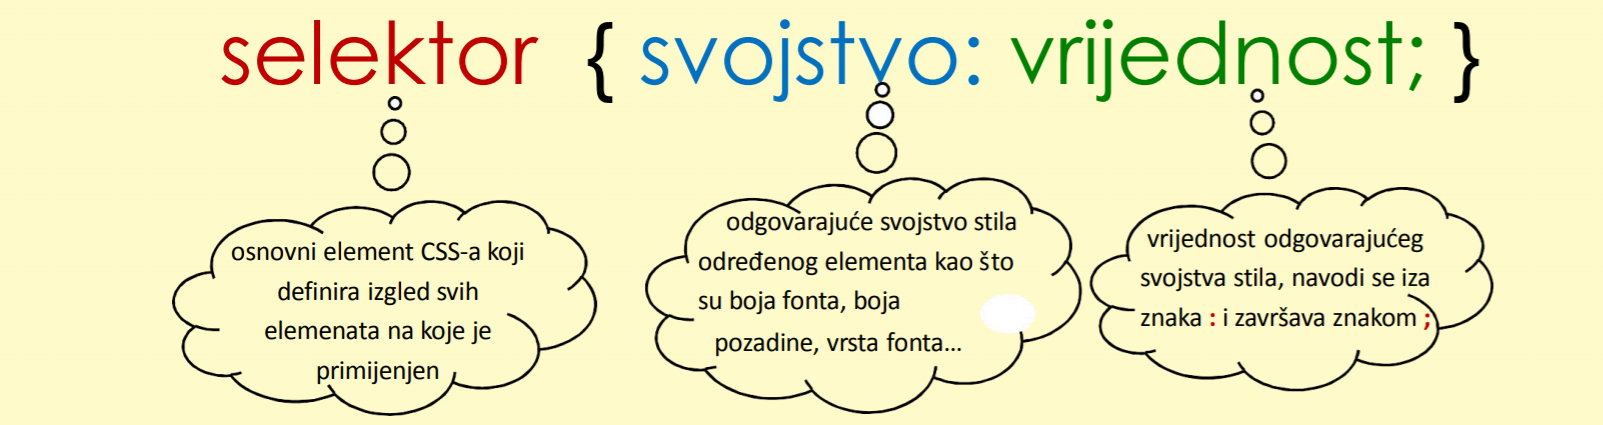 selektor { svojstvo: vrijednost; }
osnovni element CSS-a koji
definira izgled svih
elemenata na koje je
primijenjen
odgovarajuće svojstvo stila
određenog elementa kao što
su boja fonta, boja
pozadine, vrsta fonta...
vrijednost odgovarajućeg
svojstva stila, navodi se iza
znaka : i završava znakom ;